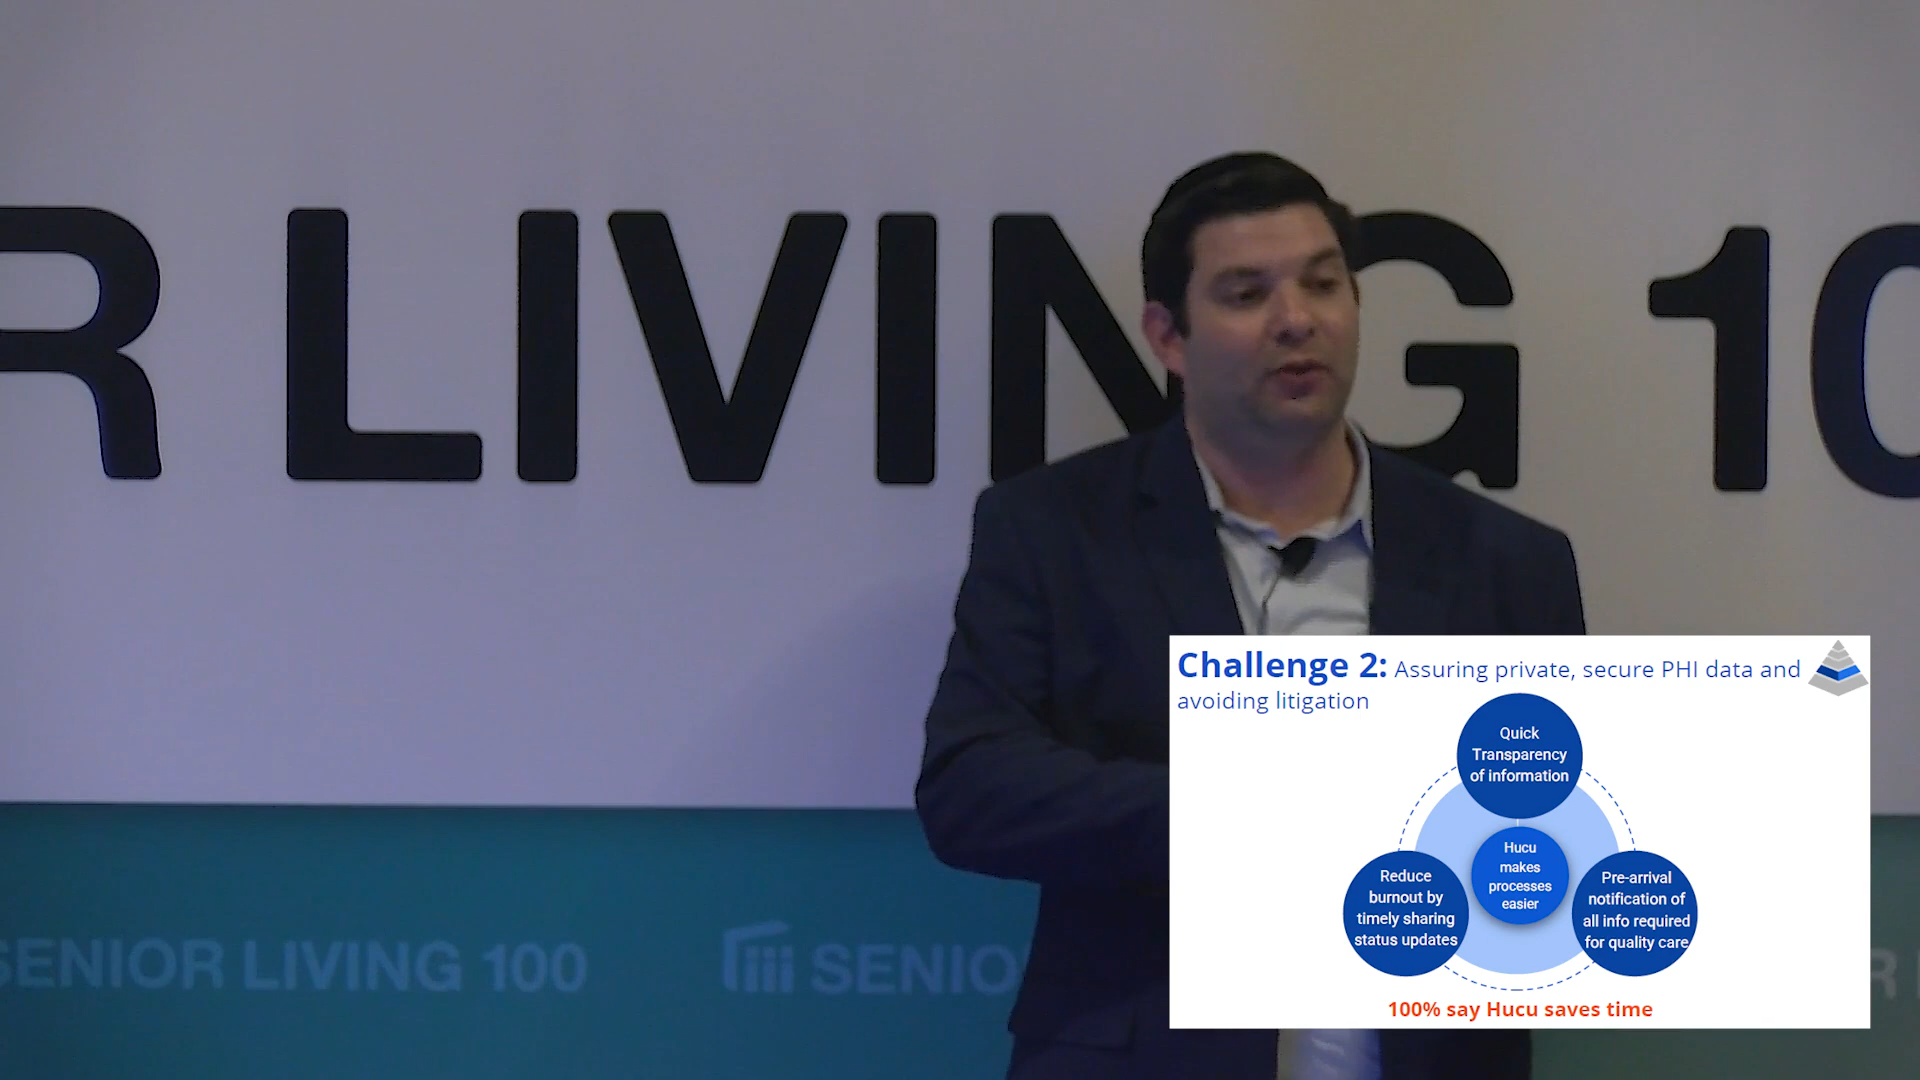 R LIVING 10
Challenge 2: Assuring private, secure PHI data and
avoiding litigation
Quick
Transparency
of information
Hucu
makes
processes
easier
Reduce
burnout by
timely sharing
status updates
Pre-arrival
notification of
all info required
for quality care
100% say Hucu saves time
SENIOR LIVING 100
SENIO
R